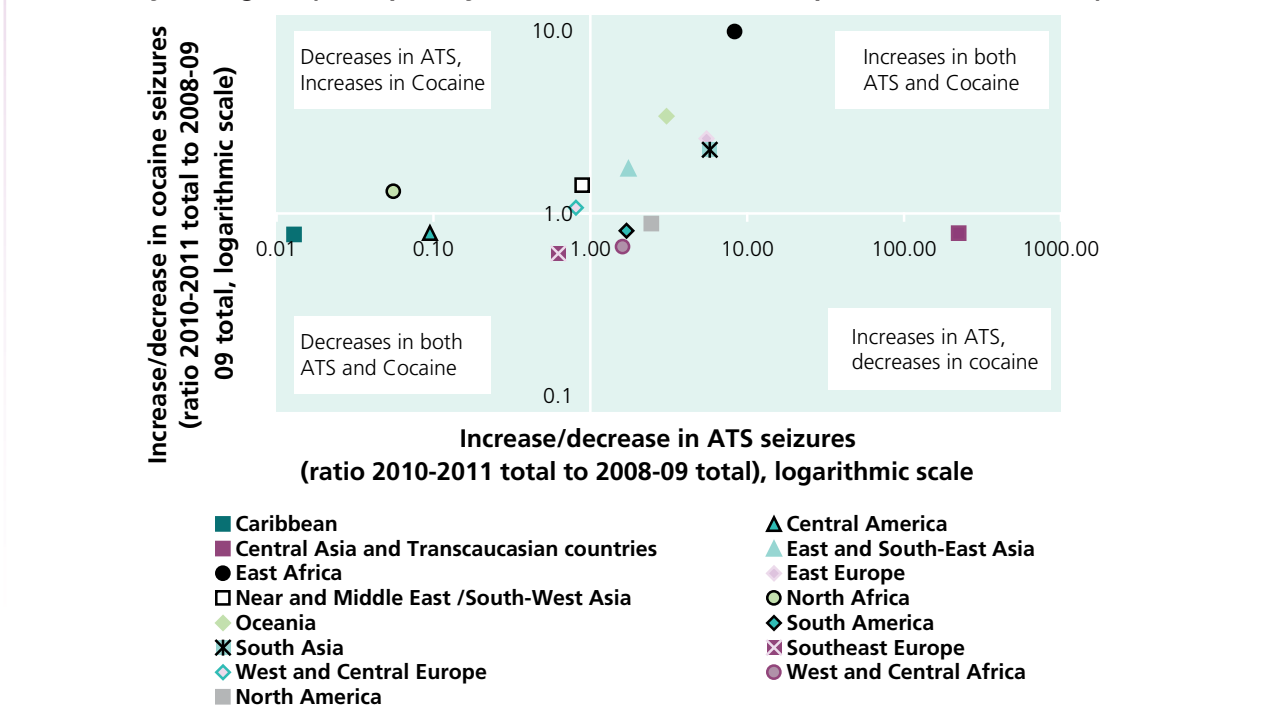 Increase/decrease in cocaine seizures
(ratio 2010-2011 total to 2008-09
09 total, logarithmic scale)
10.0
Decreases in ATS,
Increases in Cocaine
Increases in both
ATS and Cocaine
1.0
0.01
0.10
1.00
10.00
100.00
1000.00
Decreases in both
ATS and Cocaine
Increases in ATS,
decreases in cocaine
0.1
Increase/decrease in ATS seizures
(ratio 2010-2011 total to 2008-09 total), logarithmic scale
Caribbean
Central Asia and Transcaucasian countries
East Africa
Near and Middle East /South-West Asia
Oceania
South Asia
West and Central Europe
North America
Central America
East and South-East Asia
East Europe
North Africa
South America
Southeast Europe
West and Central Africa